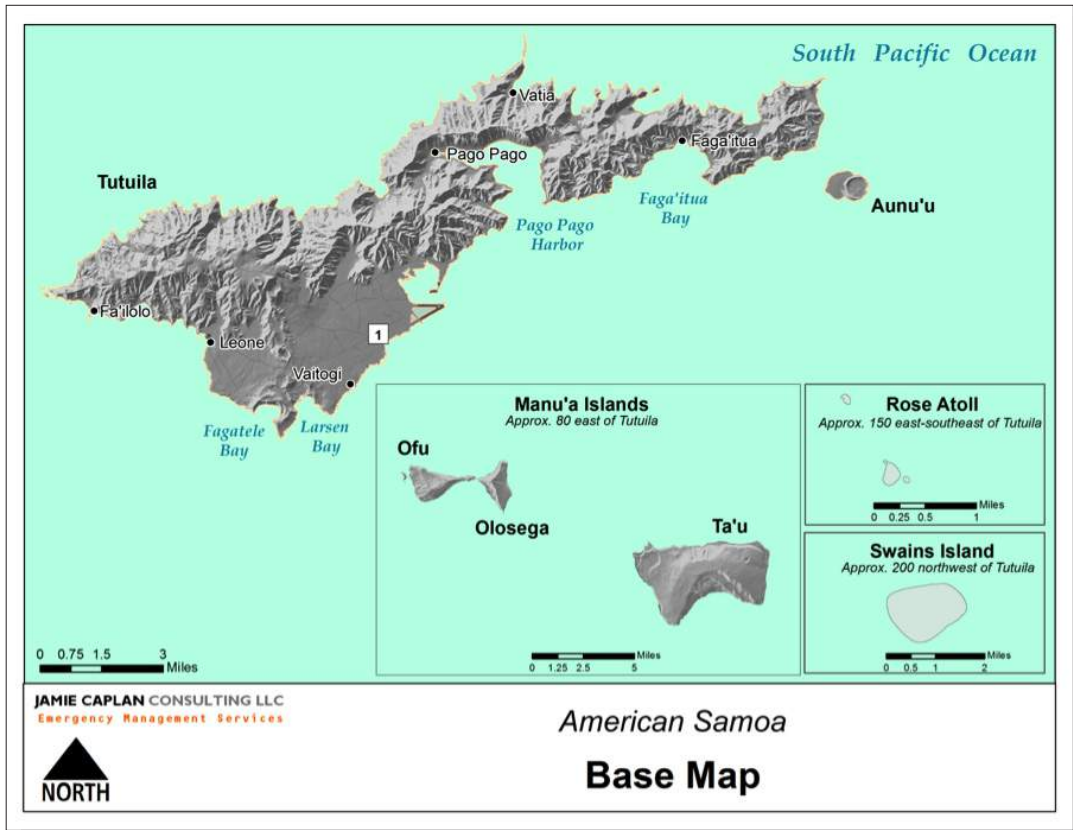 South Pacific Ocean
Vatia
Pago Pago
Faga'itua
Tutuila
Faga'itua
Bay
Aunu'u
Pago Pago
Harbor
Fa'ilolo
1
Leone
Vaitogi
Fagatele
Bay
Larsen
Bay
Manu'a Islands
Approx. 80 east of Tutuila
Ofu
Olosega
Ta'u
0 1.25 2.5 5
Miles
Rose Atoll
Approx. 150 east-southeast of Tutuila
Miles
0 0.25 0.5 1
Swains Island
Approx. 200 northwest of Tutuila
Miles
0 0.5 1 2
0 0.75 1.5 3
Miles
JAMIE CAPLAN CONSULTING LLC
Emergency Management Services
NORTH
American Samoa
Base Map